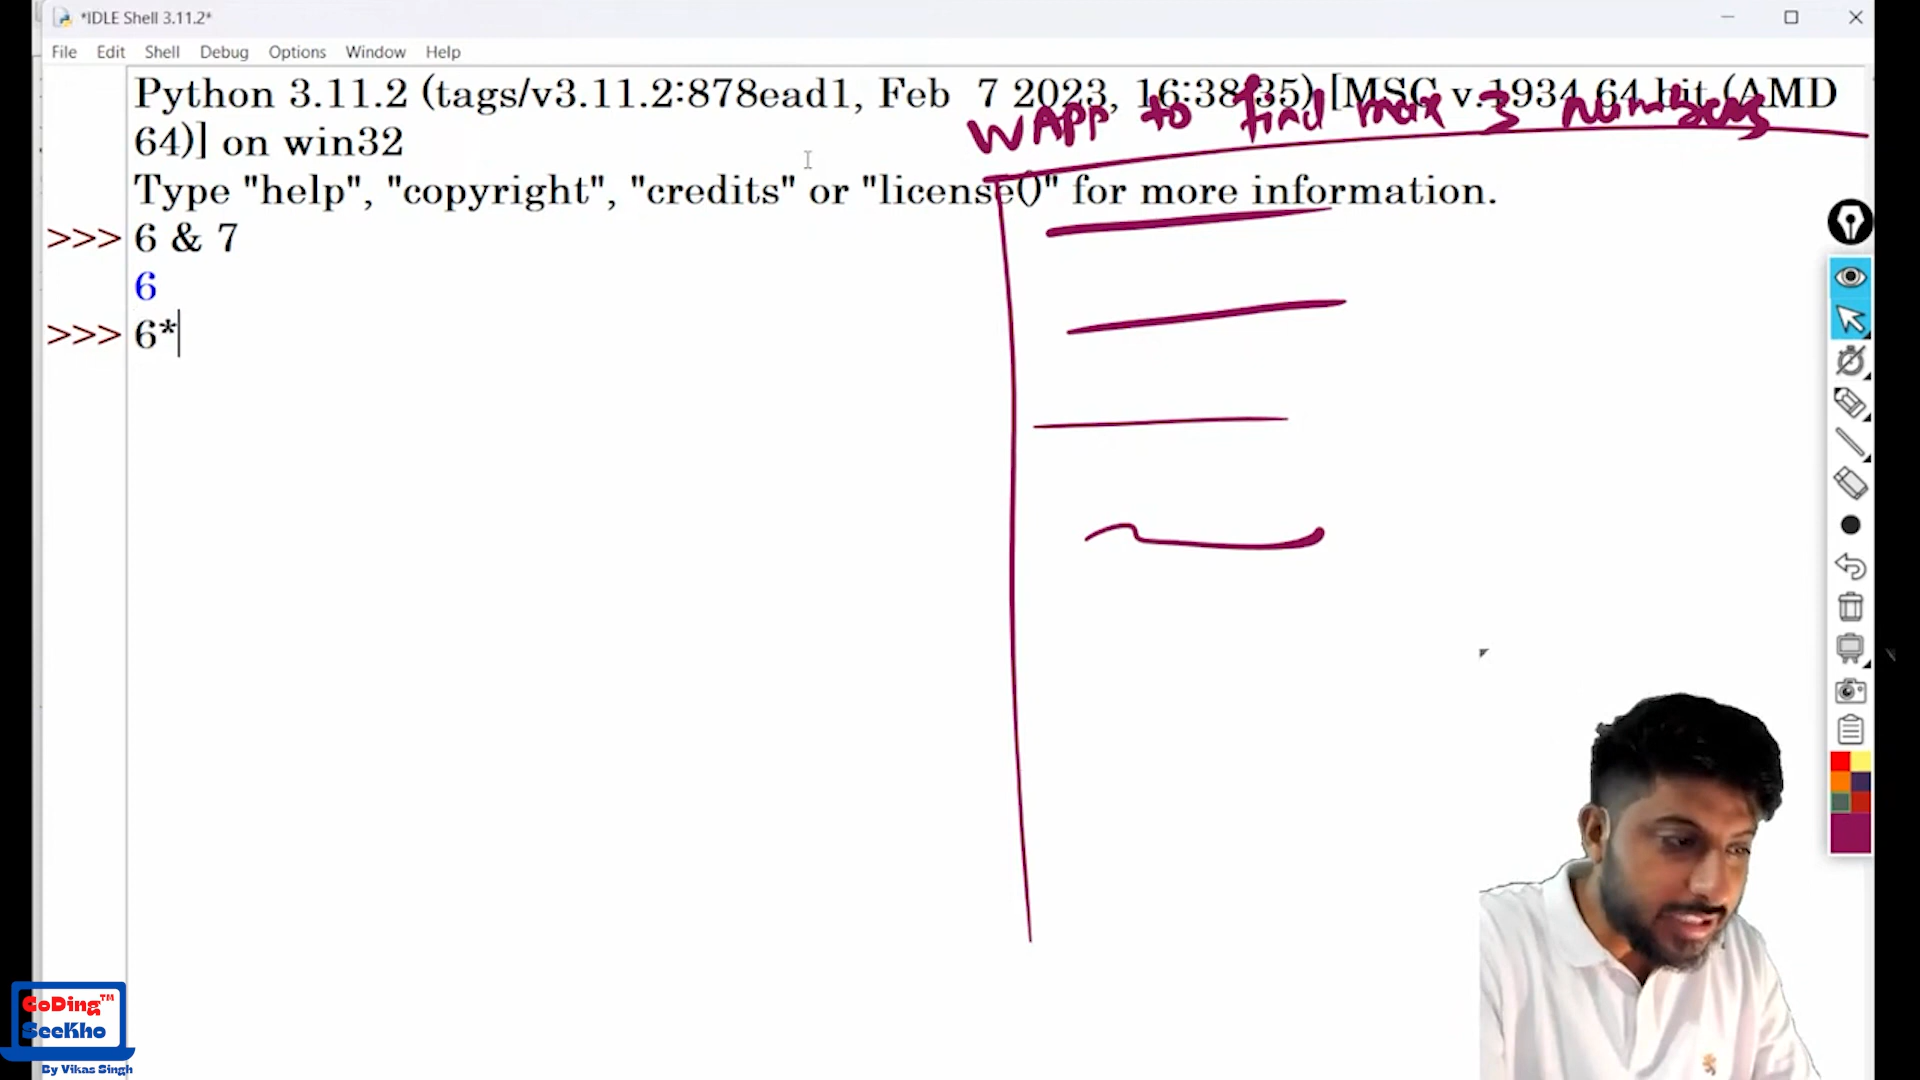 *IDLE Shell 3.11.2*
File Edit Shell Debug Options Window Help
Python 3.11.2 (tags/v3.11.2:878ead1, Feb 7 2023, 16:38:35) [MSC v.1934 64 bit (AMD
64)] on win32
WAPP to find max 3 numbers
Type "help", "copyright", "credits" or "license()" for more information.
>>> 6 & 7
6
>>> 6*
CoDing™
SeeKho
By Vikas Singh